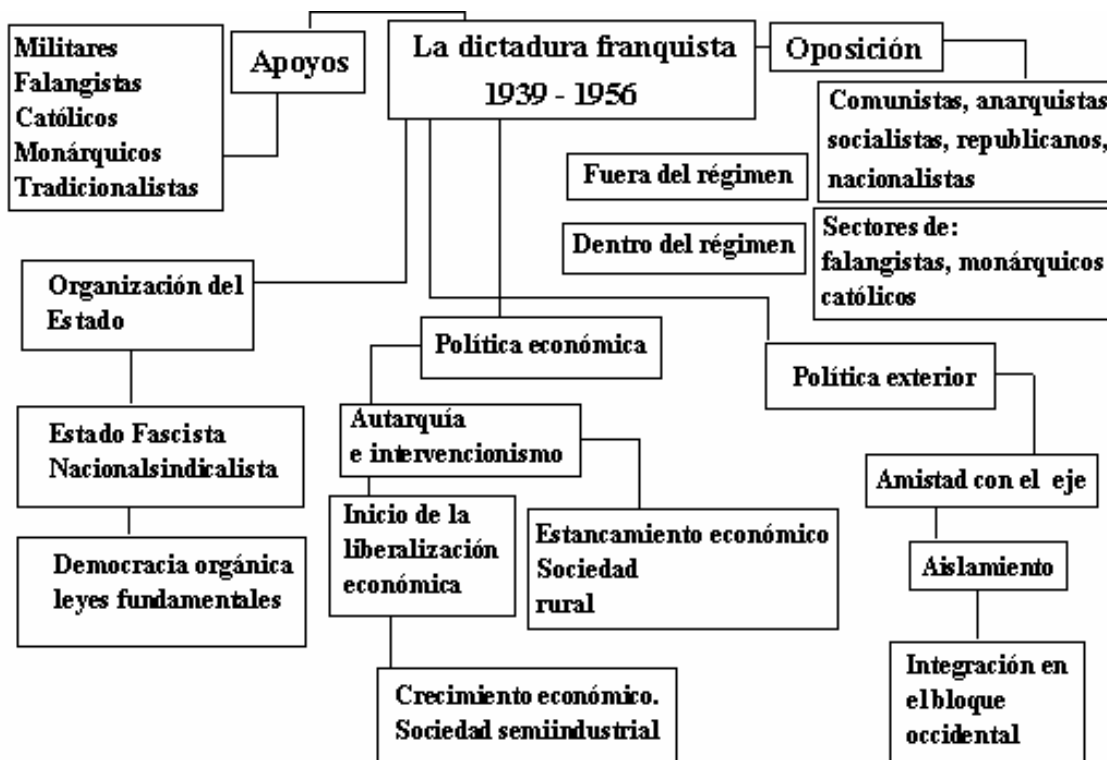 La dictadura franquista
1939 - 1956
Apoyos
Militares
Falangistas
Católicos
Monárquicos
Tradicionalistas
Oposición
Comunistas, anarquistas
socialistas, republicanos,
nacionalistas
Fuera del régimen
Dentro del régimen
Sectores de:
falangistas, monárquicos
católicos
Organización del
Estado
Estado Fascista
Nacionalsindicalista
Democracia orgánica
leyes fundamentales
Política económica
Autarquía
e intervencionismo
Inicio de la
liberalización
económica
Estancamiento económico
Sociedad
rural
Crecimiento económico.
Sociedad semiindustrial
Política exterior
Amistad con el eje
Aislamiento
Integración en
el bloque
occidental